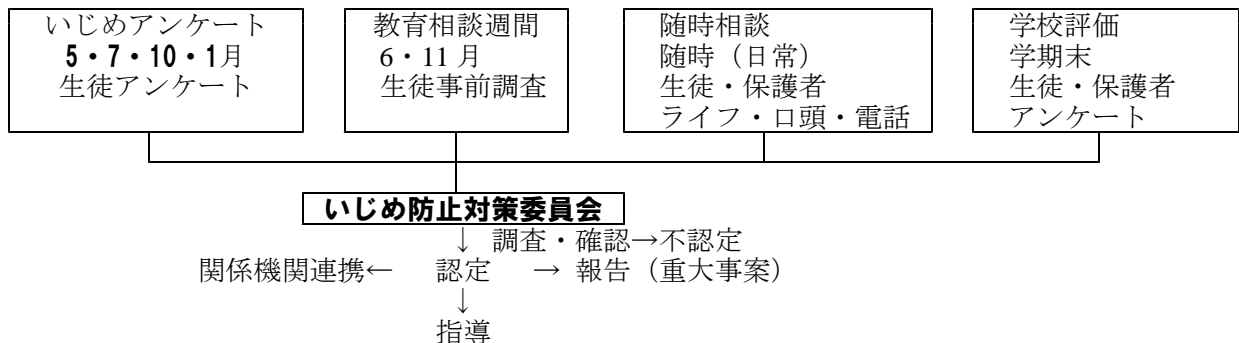 いじめアンケート
5・7・10・1月
生徒アンケート
教育相談週間
6・11月
生徒事前調査
随時相談
随時（日常）
生徒・保護者
ライフ・口頭・電話
学校評価
学期末
生徒・保護者
アンケート
いじめ防止対策委員会
↓ 調査・確認→不認定
関係機関連携← 認定 → 報告（重大事案）
↓
指導